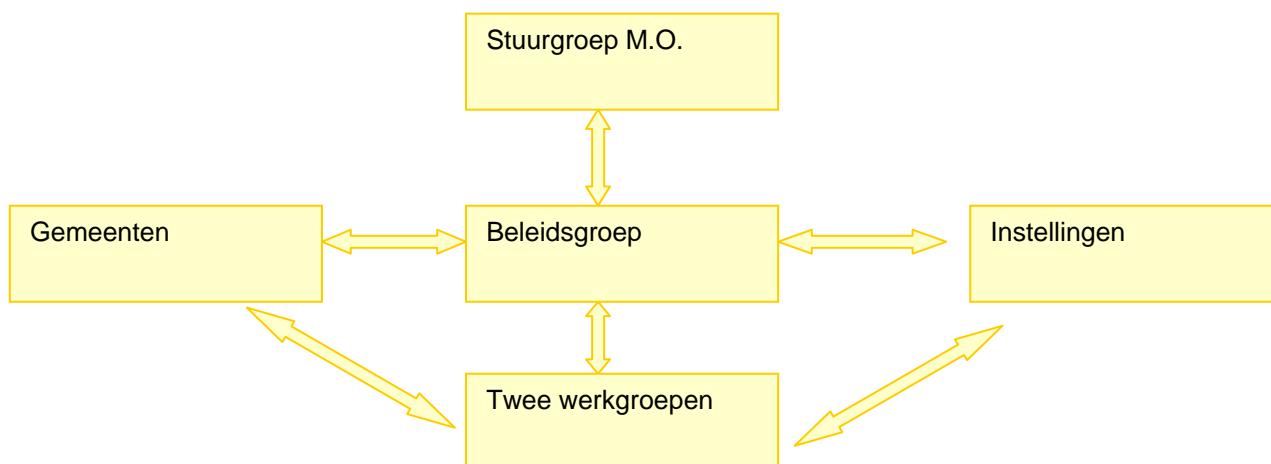 Stuurgroep M.O.
Gemeenten
Beleidsgroep
Instellingen
Twee werkgroepen